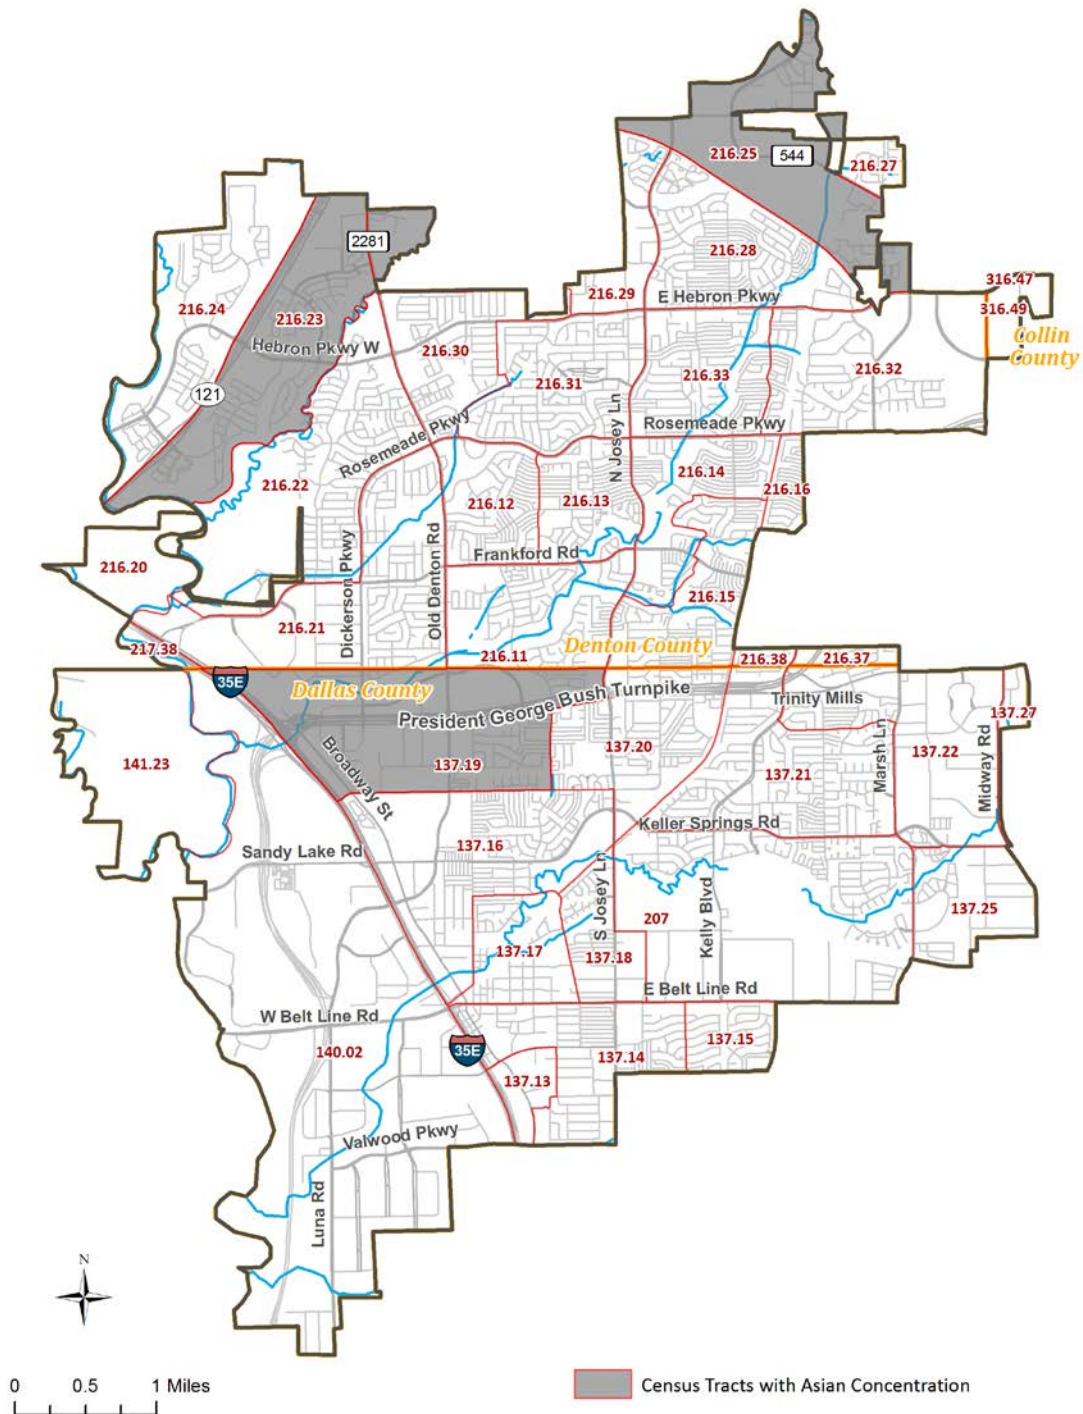 216.25
544
216.27
2281
216.28
316.47
216.29
E Hebron Pkwy
316.49
216.24
216.23
Collin
County
Hebron Pkwy W
216.30
216.32
216.31
216.33
121
N Josey Ln
Rosemeade Pkwy
Rosemeade Pkwy
216.14
216.22
216.16
216.12
216.13
Frankford Rd
Dickerson Pkwy
Old Denton Rd
216.20
216.15
216.21
217.38
Denton County
216.11
216.38
216.37
35E
Dallas County
President George Bush Turnpike
Trinity Mills
137.27
137.20
137.22
141.23
137.19
137.21
Marsh Ln
Midway Rd
Broadway St
Keller Springs Rd
137.16
Sandy Lake Rd
S Josey Ln
Kelly Blvd
137.25
207
137.17
137.18
E Belt Line Rd
W Belt Line Rd
140.02
35E
137.14
137.15
137.13
Valwood Pkwy
Luna Rd
N
0 0.5 1 Miles
Census Tracts with Asian Concentration